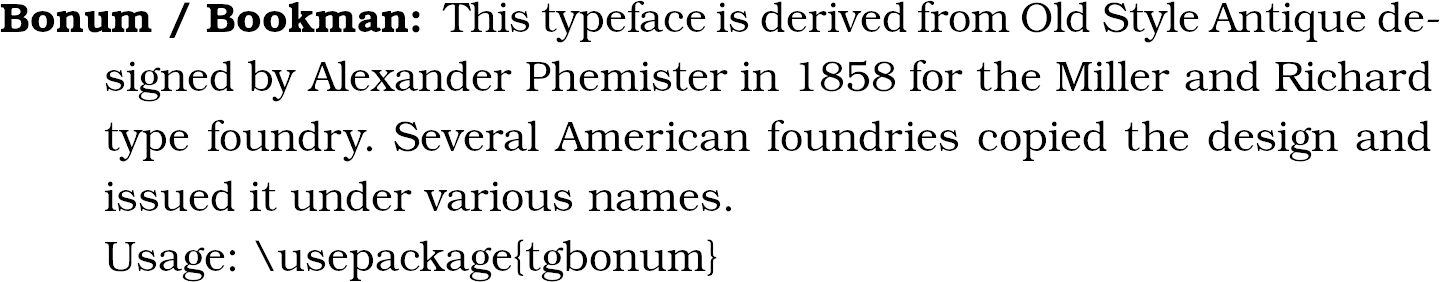 Bonum / Bookman: This typeface is derived from Old Style Antique de-
signed by Alexander Phemister in 1858 for the Miller and Richard
type foundry. Several American foundries copied the design and
issued it under various names.
Usage: \usepackage{tgbonum}